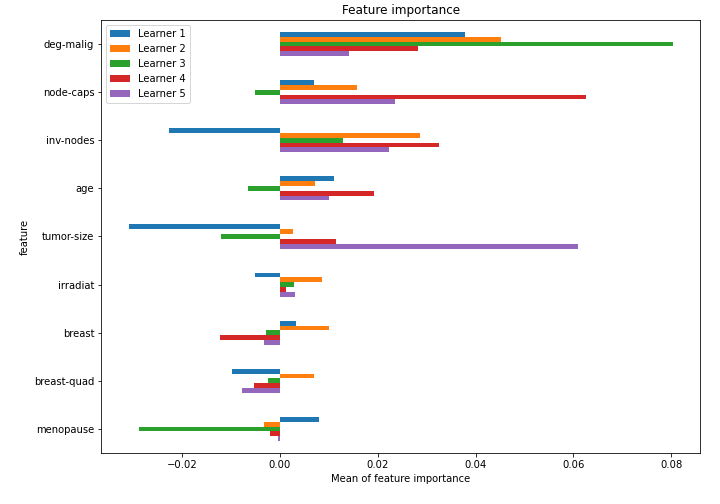 Feature importance
Learner 1
Learner 2
Learner 3
Learner 4
Learner 5
deg-malig
node-caps
inv-nodes
age
tumor-size
irradiat
breast
breast-quad
menopause
feature
−0.02 0.00 0.02 0.04 0.06 0.08
Mean of feature importance